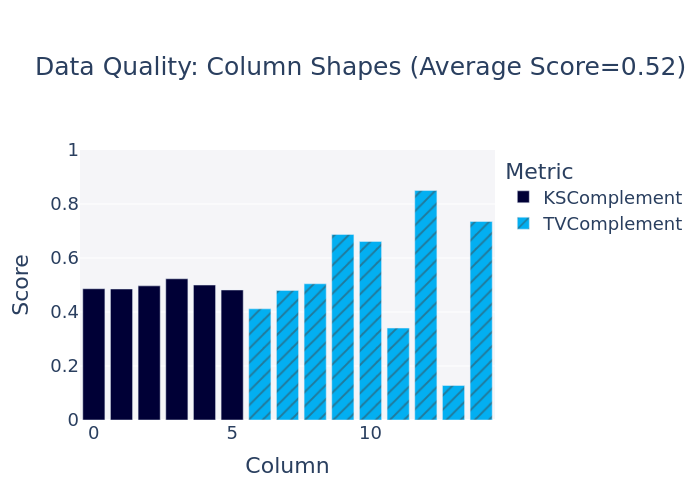 Data Quality: Column Shapes (Average Score=0.52)
1
0.8
0.6
0.4
0.2
0
Score
0 5 10
Column
Metric
KSComplement
TVComplement